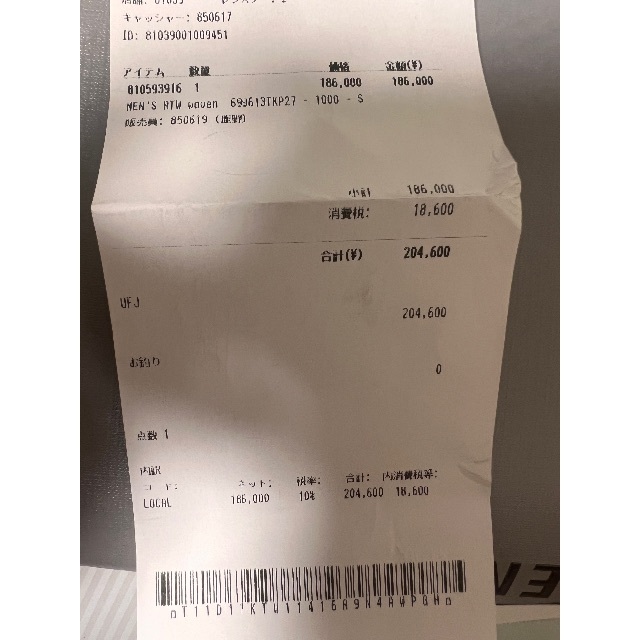 キャッシャー: 850617
ID: 81039001009451
アイテム 数量 価格 金額(¥)
810593916 1 186,000 186,000
MEN'S RTW woven 69J613TKP27 - 1000 - S
販売員: 850619
小計 186,000
消費税: 18,600
合計(¥) 204,600
UFJ 204,600
お釣り 0
点数 1
内訳
コード: ネット: 税率: 合計: 内消費税等:
LOCAL 186,000 10% 204,600 18,600